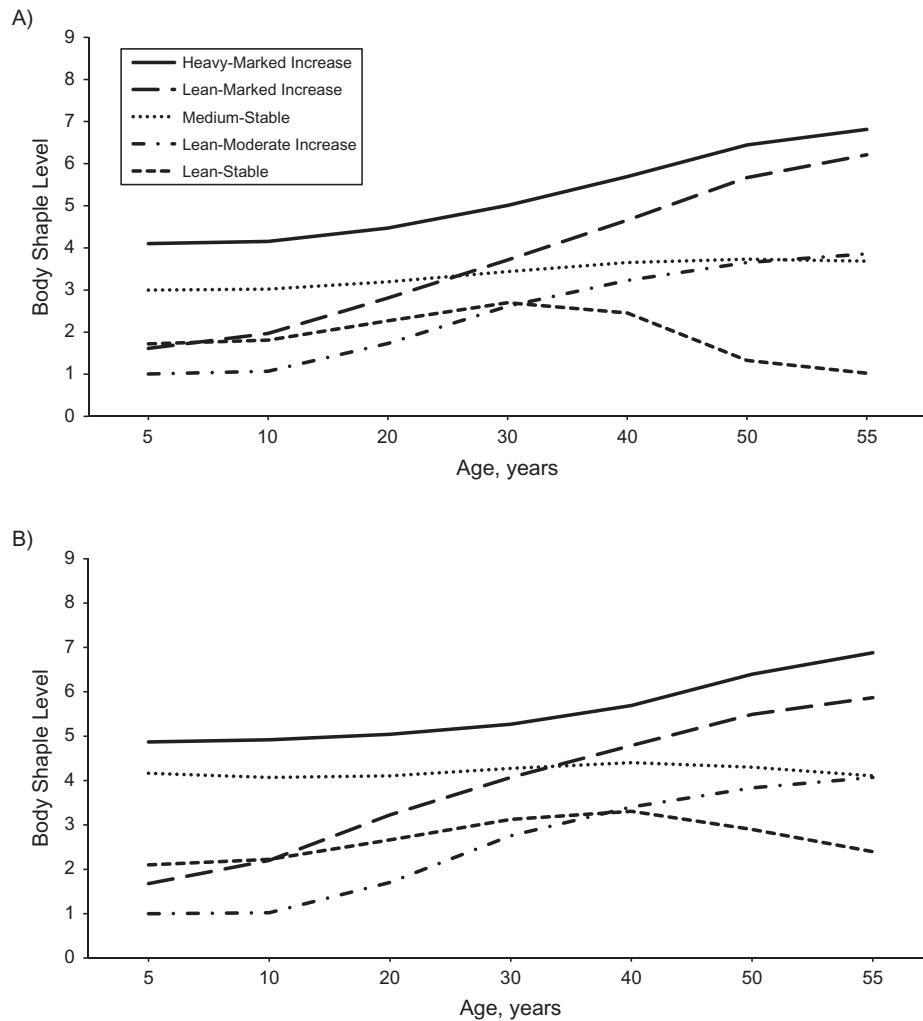 A)
9
8
7
6
5
4
3
2
1
0
Body Shaple Level
Heavy-Marked Increase
Lean-Marked Increase
Medium-Stable
Lean-Moderate Increase
Lean-Stable
5 10 20 30 40 50 55
Age, years
B)
9
8
7
6
5
4
3
2
1
0
Body Shaple Level
5 10 20 30 40 50 55
Age, years